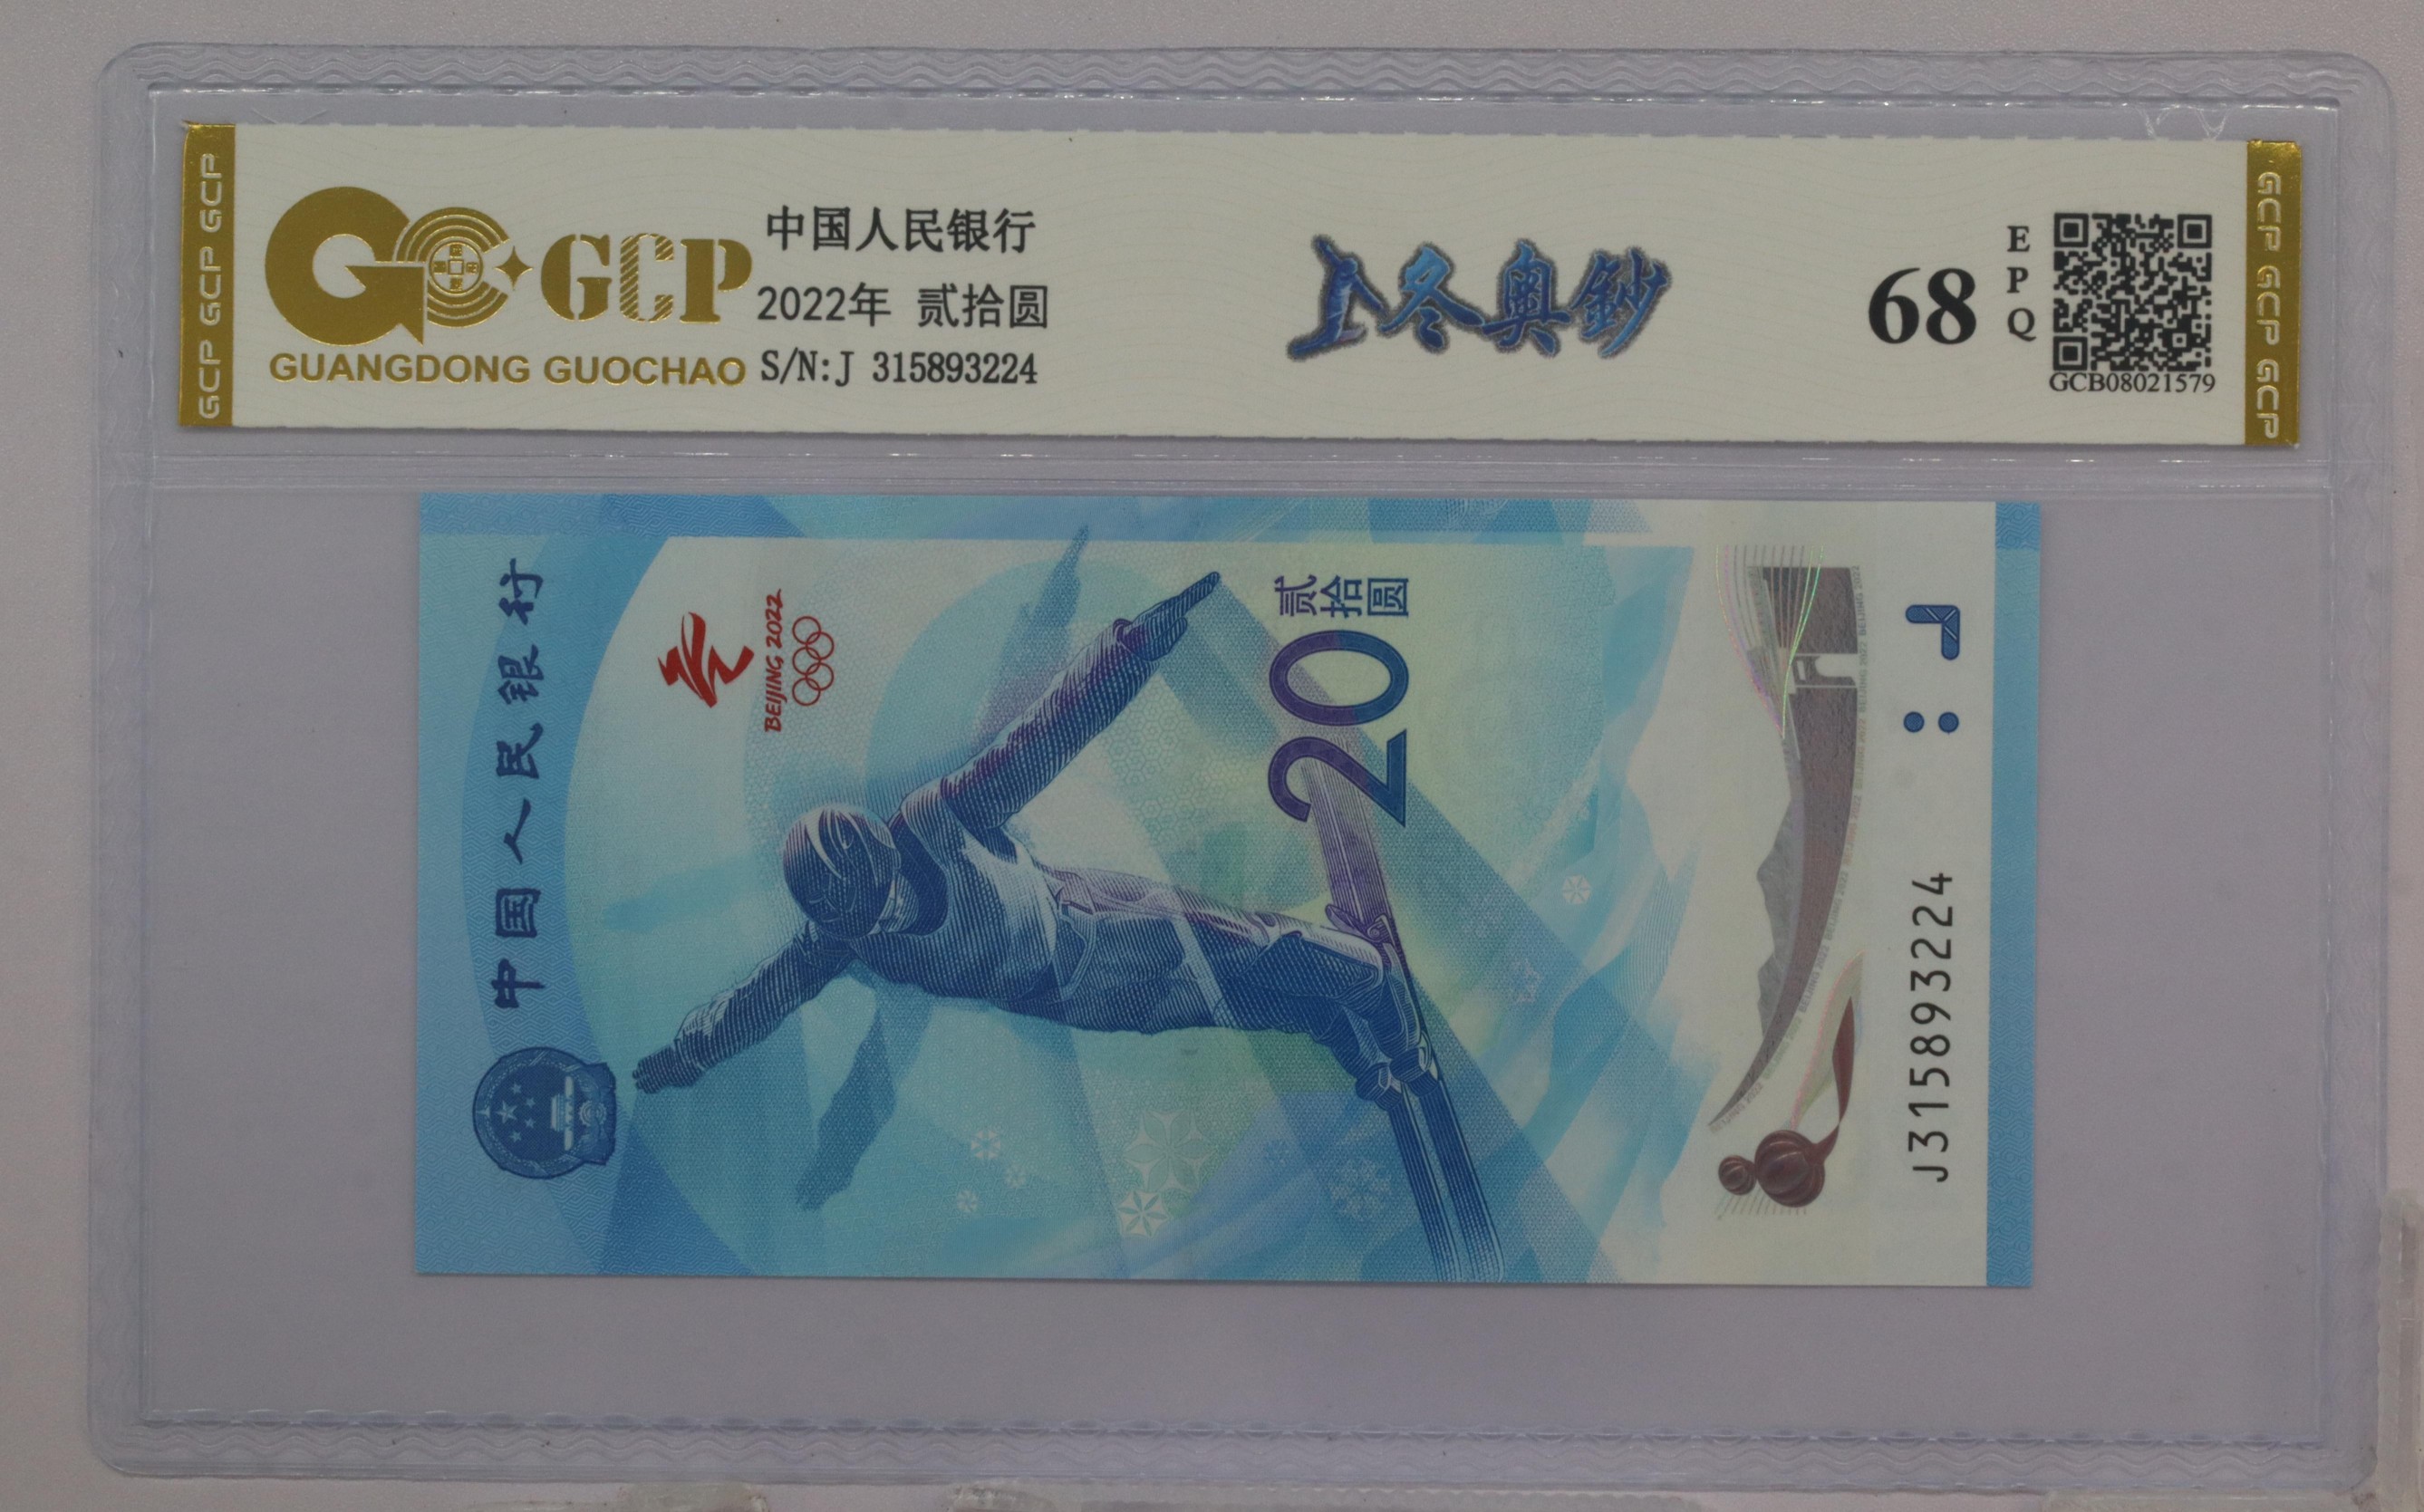 GCP GCP GCP
GCP
GUANGDONG GUOCHAO
中国人民银行
2022年 贰拾圆
S/N:J 315893224
冬奥鈔
68
EPQ
GCB08021579
GCP GCP GCP
中国人民银行
BEIJING 2022
贰拾圆
20
J315893224